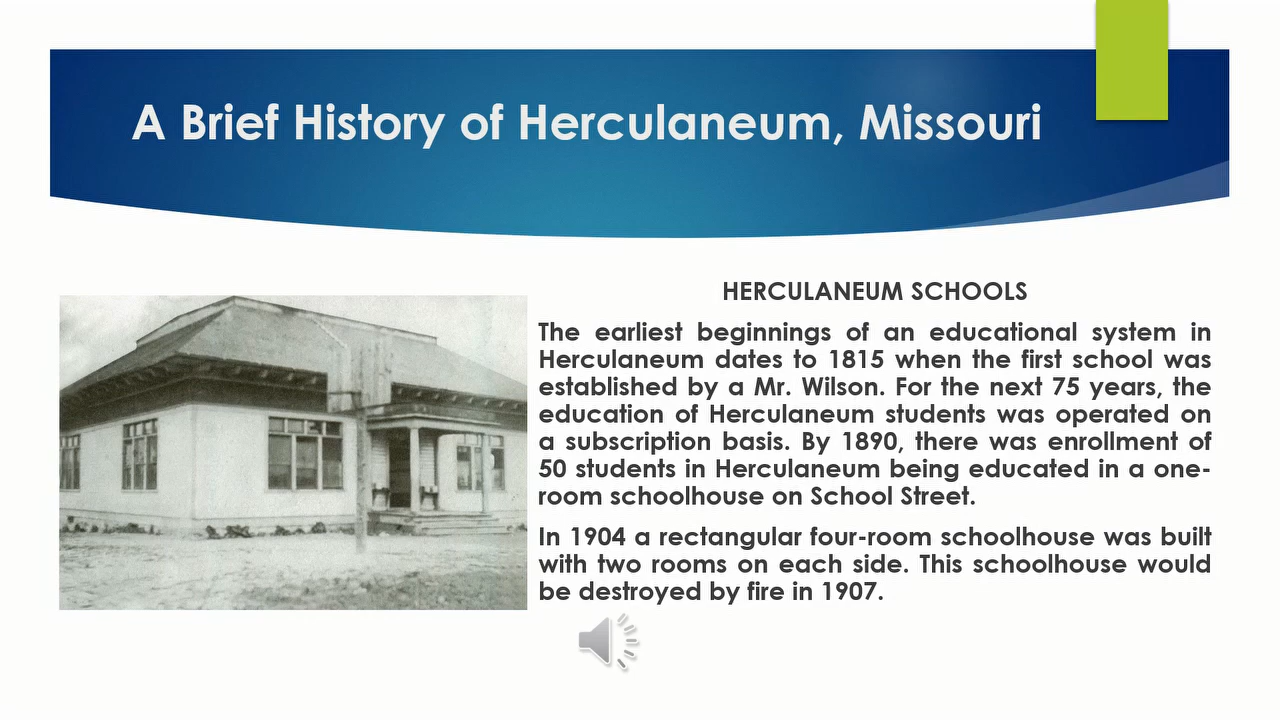 A Brief History of Herculaneum, Missouri
HERCULANEUM SCHOOLS
The earliest beginnings of an educational system in
Herculaneum dates to 1815 when the first school was
established by a Mr. Wilson. For the next 75 years, the
education of Herculaneum students was operated on
a subscription basis. By 1890, there was enrollment of
50 students in Herculaneum being educated in a one-
room schoolhouse on School Street.
In 1904 a rectangular four-room schoolhouse was built
with two rooms on each side. This schoolhouse would
be destroyed by fire in 1907.